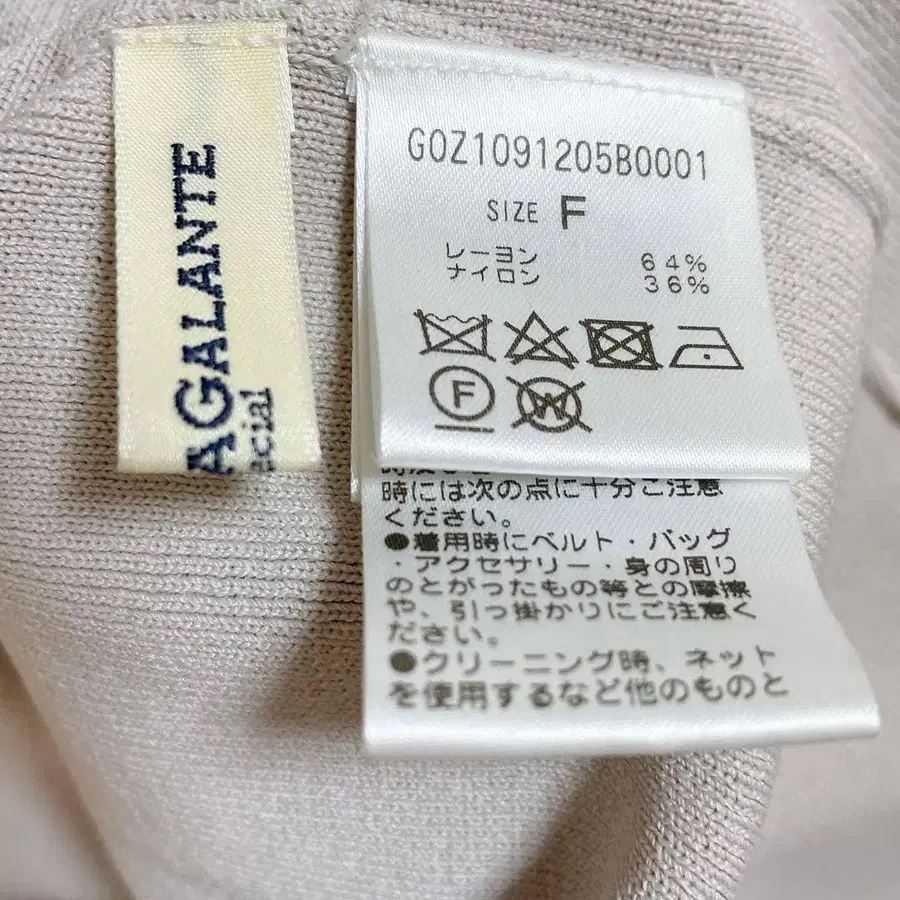 AGALANTE
acial
G0Z1091205B0001
SIZE F
レーヨン 64%
ナイロン 36%
F
W
時には次の点に十分ご注意
ください。
●着用時にベルト・バッグ
・アクセサリー・身の周り
のとがったもの等との摩擦
や、引っ掛かりにご注意く
ださい。
●クリーニング時、ネット
を使用するなど他のものと